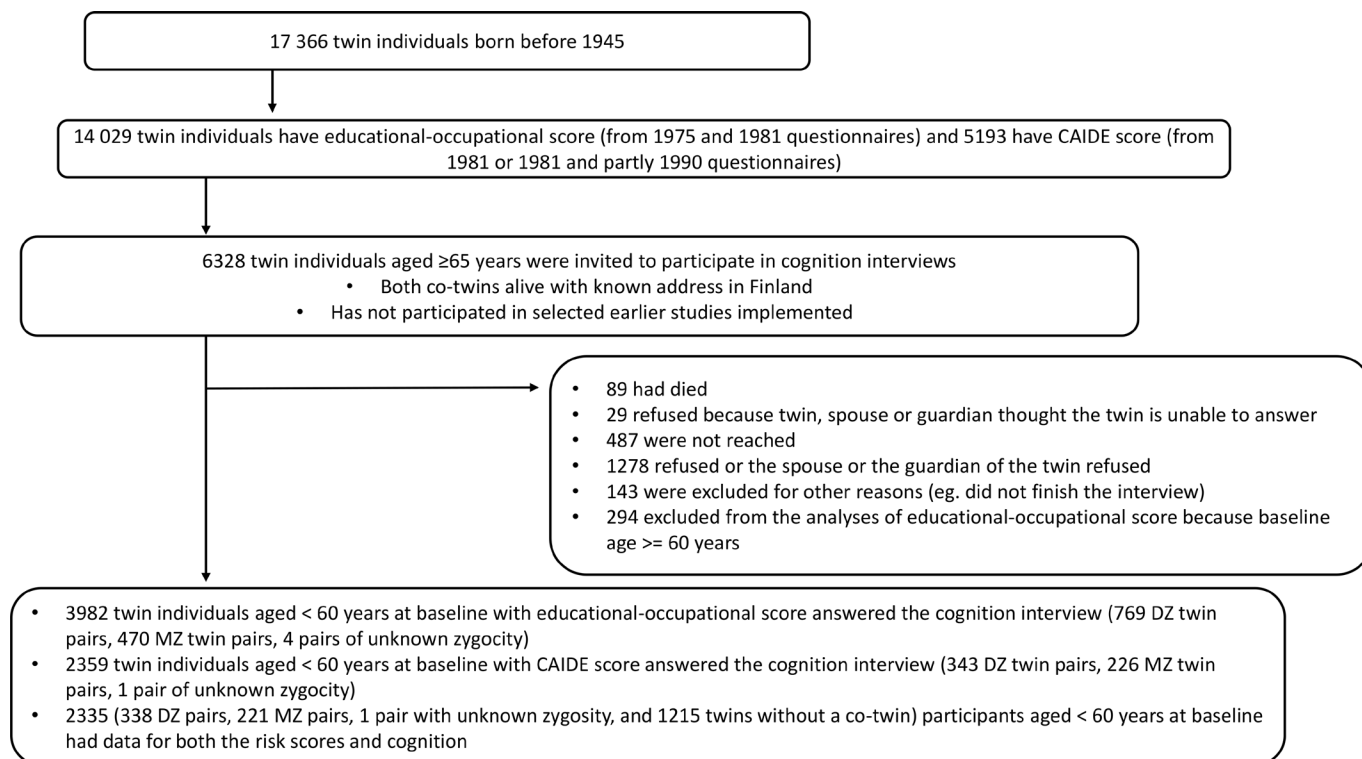 17 366 twin individuals born before 1945
14 029 twin individuals have educational-occupational score (from 1975 and 1981 questionnaires) and 5193 have CAIDE score (from
1981 or 1981 and partly 1990 questionnaires)
6328 twin individuals aged ≥65 years were invited to participate in cognition interviews
• Both co-twins alive with known address in Finland
• Has not participated in selected earlier studies implemented
• 89 had died
• 29 refused because twin, spouse or guardian thought the twin is unable to answer
• 487 were not reached
• 1278 refused or the spouse or the guardian of the twin refused
• 143 were excluded for other reasons (eg. did not finish the interview)
• 294 excluded from the analyses of educational-occupational score because baseline
age >= 60 years
• 3982 twin individuals aged < 60 years at baseline with educational-occupational score answered the cognition interview (769 DZ twin
pairs, 470 MZ twin pairs, 4 pairs of unknown zygocity)
• 2359 twin individuals aged < 60 years at baseline with CAIDE score answered the cognition interview (343 DZ twin pairs, 226 MZ twin
pairs, 1 pair of unknown zygocity)
• 2335 (338 DZ pairs, 221 MZ pairs, 1 pair with unknown zygosity, and 1215 twins without a co-twin) participants aged < 60 years at baseline
had data for both the risk scores and cognition